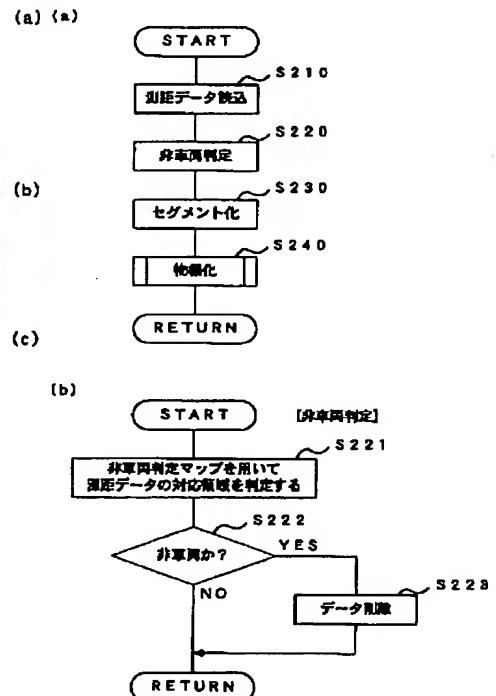 (a) (a)
START
S210
測距データ読込
S220
非車両判定
(b)
S230
セグメント化
S240
物標化
RETURN
(c)
(b)
START
[非車両判定]
S221
非車両判定マップを用いて
測距データの対応領域を判定する
S222
非車両か?
YES
NO
S223
データ削除
RETURN